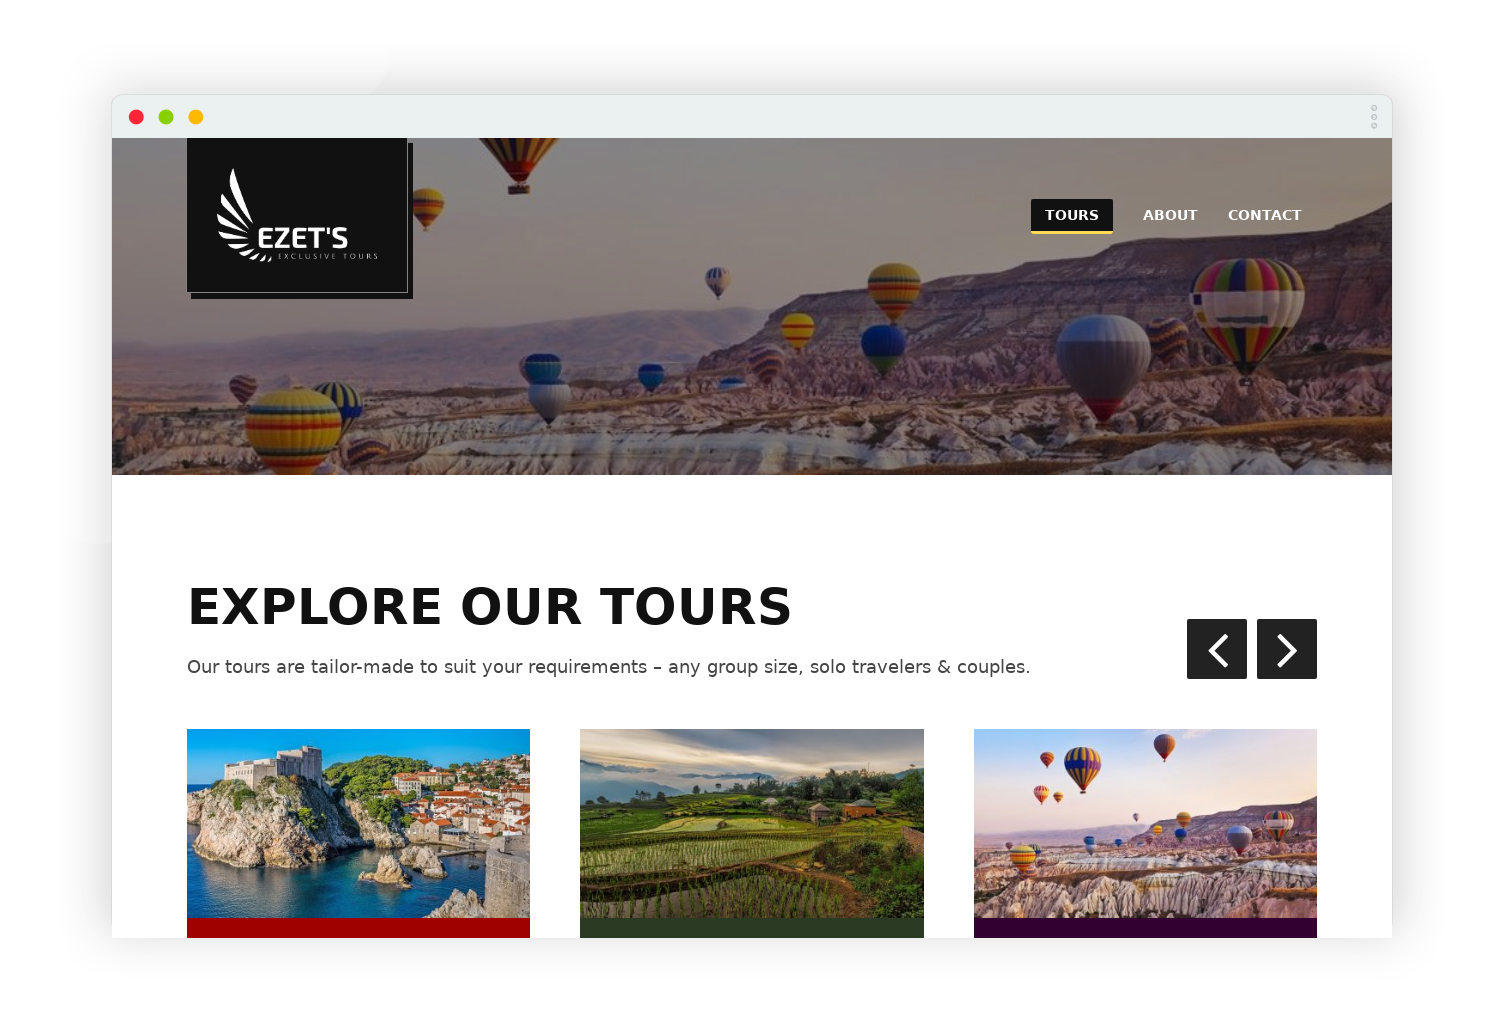 EZET'S
EXCLUSIVE TOURS
TOURS ABOUT CONTACT
EXPLORE OUR TOURS
Our tours are tailor-made to suit your requirements – any group size, solo travelers & couples.